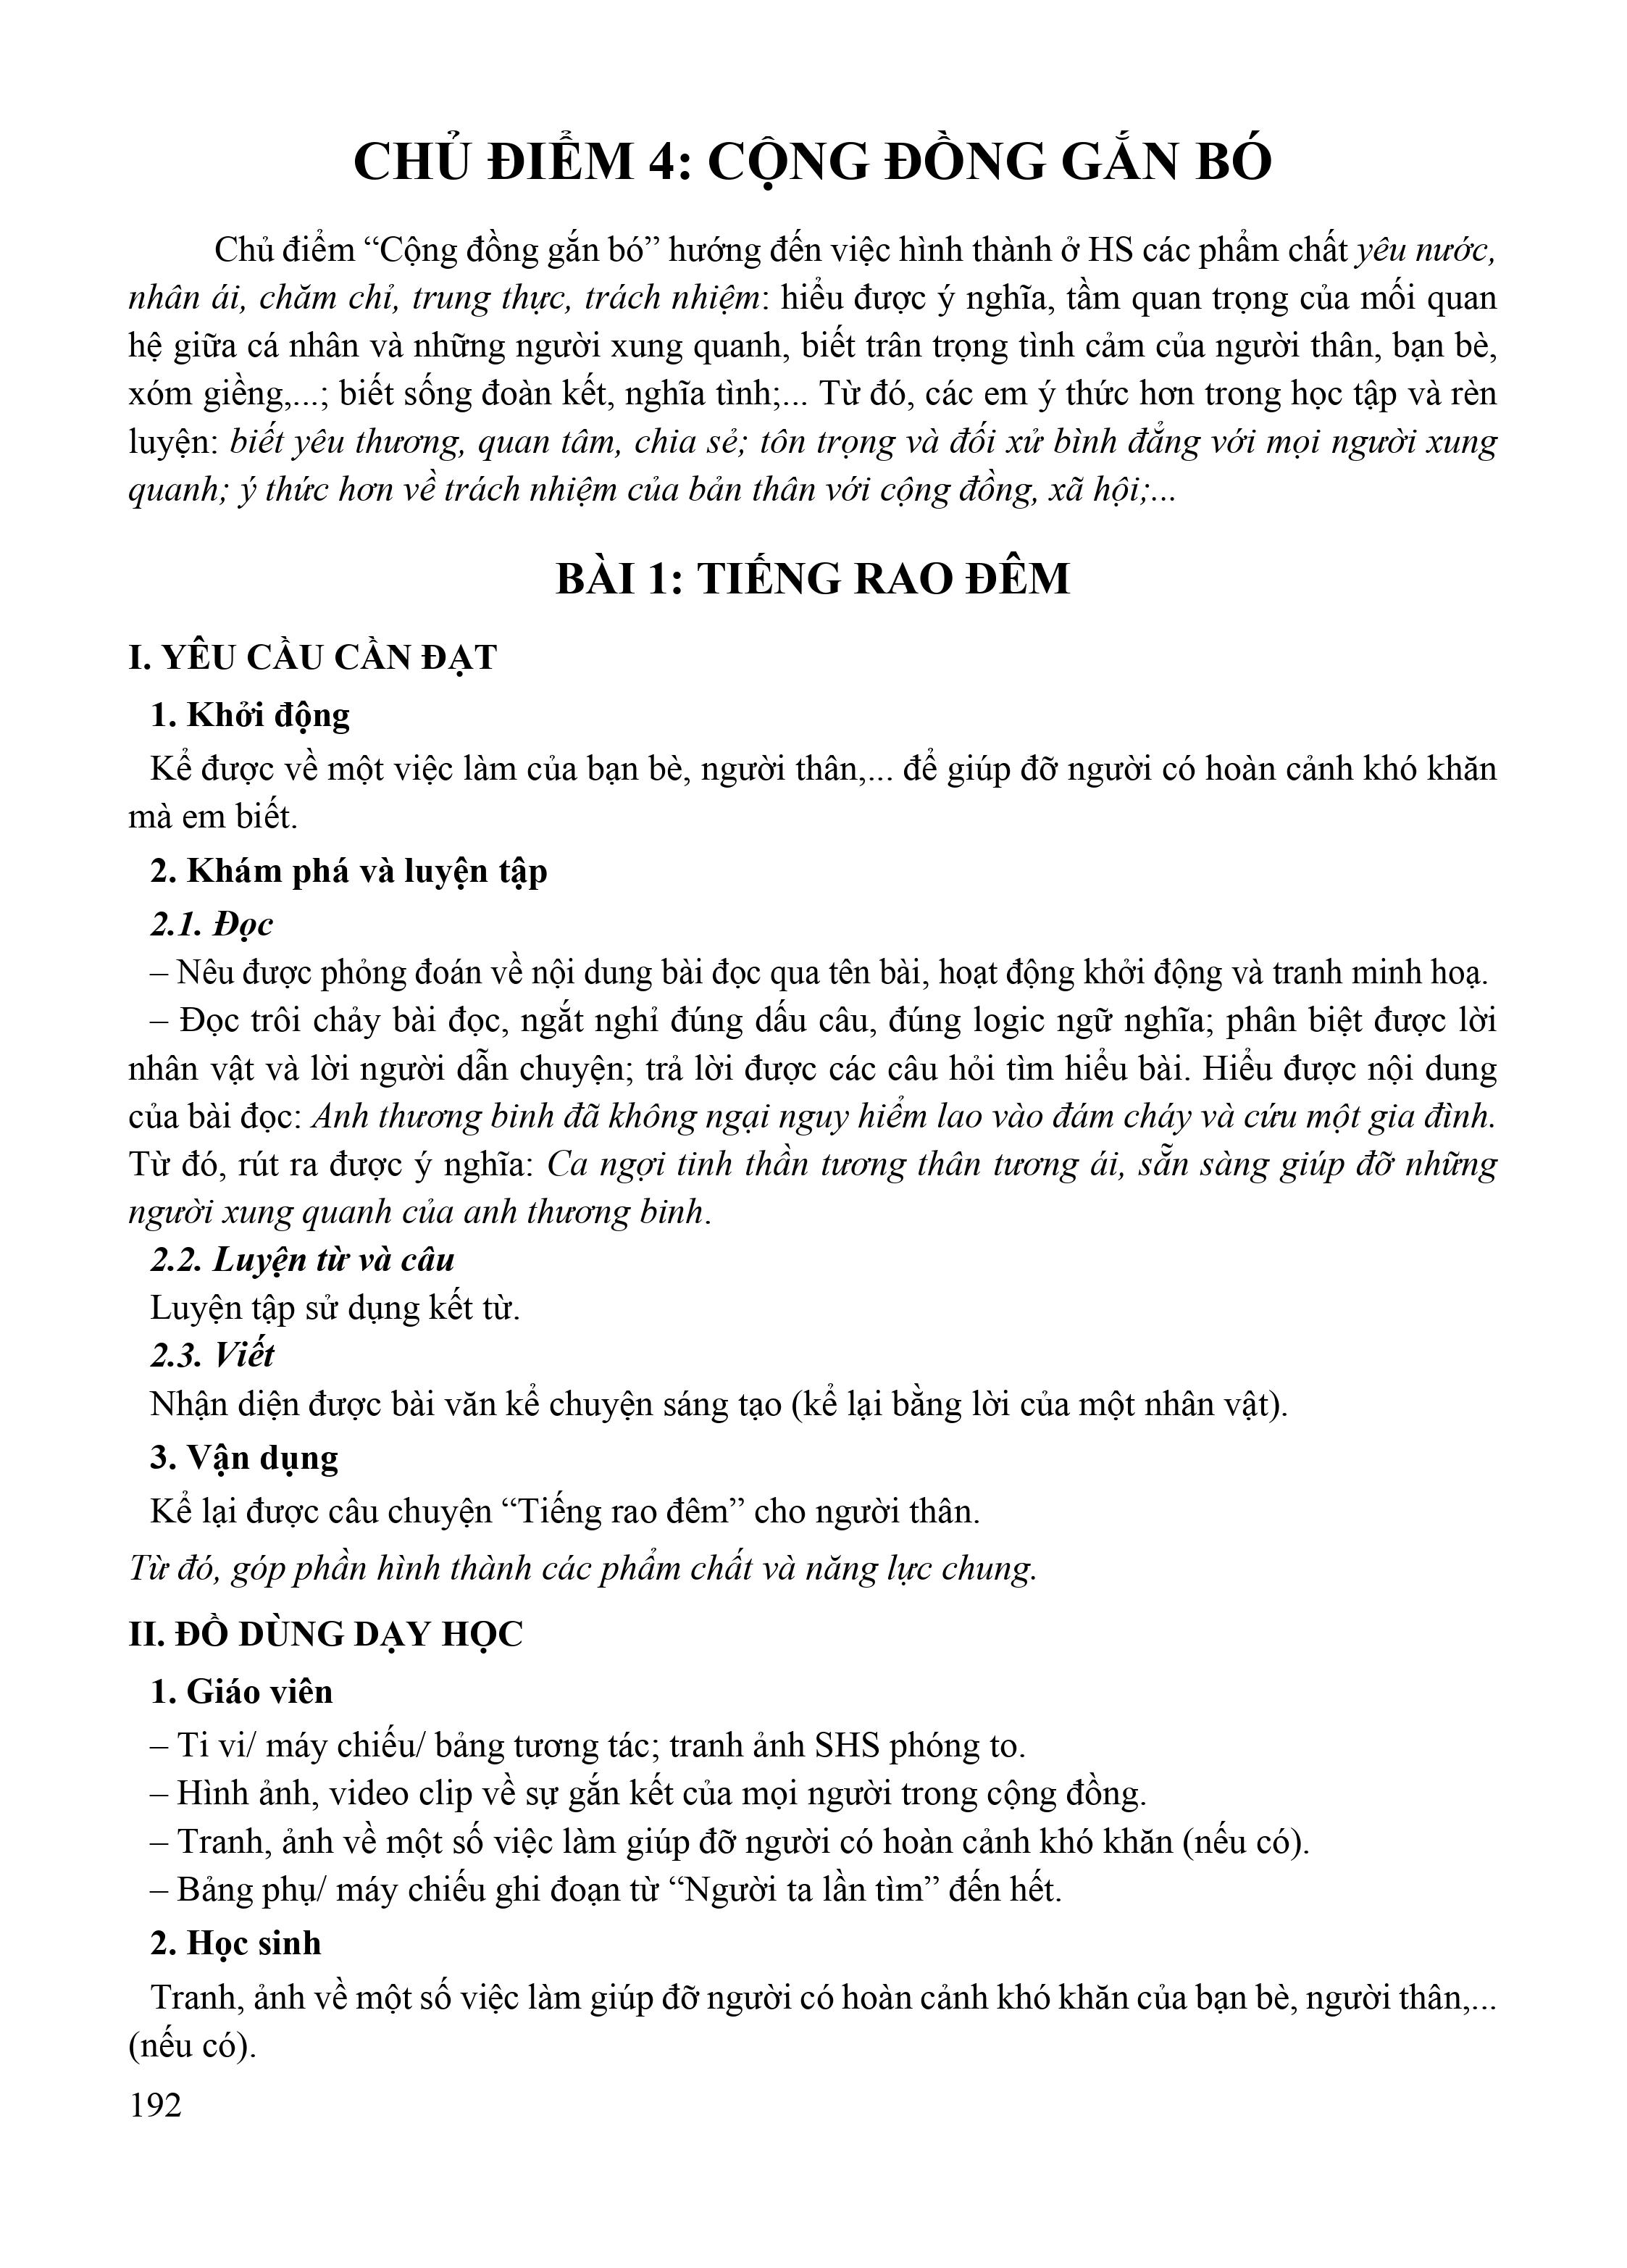 CHỦ ĐIỂM 4: CỘNG ĐỒNG GẮN BÓ
Chủ điểm “Cộng đồng gắn bó” hướng đến việc hình thành ở HS các phẩm chất yêu nước,
nhân ái, chăm chỉ, trung thực, trách nhiệm: hiểu được ý nghĩa, tầm quan trọng của mối quan
hệ giữa cá nhân và những người xung quanh, biết trân trọng tình cảm của người thân, bạn bè,
xóm giềng,...; biết sống đoàn kết, nghĩa tình;... Từ đó, các em ý thức hơn trong học tập và rèn
luyện: biết yêu thương, quan tâm, chia sẻ; tôn trọng và đối xử bình đẳng với mọi người xung
quanh; ý thức hơn về trách nhiệm của bản thân với cộng đồng, xã hội;...
BÀI 1: TIẾNG RAO ĐÊM
I. YÊU CẦU CẦN ĐẠT
1. Khởi động
Kể được về một việc làm của bạn bè, người thân,... để giúp đỡ người có hoàn cảnh khó khăn
mà em biết.
2. Khám phá và luyện tập
2.1. Đọc
– Nêu được phỏng đoán về nội dung bài đọc qua tên bài, hoạt động khởi động và tranh minh hoạ.
– Đọc trôi chảy bài đọc, ngắt nghỉ đúng dấu câu, đúng logic ngữ nghĩa; phân biệt được lời
nhân vật và lời người dẫn chuyện; trả lời được các câu hỏi tìm hiểu bài. Hiểu được nội dung
của bài đọc: Anh thương binh đã không ngại nguy hiểm lao vào đám cháy và cứu một gia đình.
Từ đó, rút ra được ý nghĩa: Ca ngợi tinh thần tương thân tương ái, sẵn sàng giúp đỡ những
người xung quanh của anh thương binh.
2.2. Luyện từ và câu
Luyện tập sử dụng kết từ.
2.3. Viết
Nhận diện được bài văn kể chuyện sáng tạo (kể lại bằng lời của một nhân vật).
3. Vận dụng
Kể lại được câu chuyện “Tiếng rao đêm” cho người thân.
Từ đó, góp phần hình thành các phẩm chất và năng lực chung.
II. ĐỒ DÙNG DẠY HỌC
1. Giáo viên
– Ti vi/ máy chiếu/ bảng tương tác; tranh ảnh SHS phóng to.
– Hình ảnh, video clip về sự gắn kết của mọi người trong cộng đồng.
– Tranh, ảnh về một số việc làm giúp đỡ người có hoàn cảnh khó khăn (nếu có).
– Bảng phụ/ máy chiếu ghi đoạn từ “Người ta lần tìm” đến hết.
2. Học sinh
Tranh, ảnh về một số việc làm giúp đỡ người có hoàn cảnh khó khăn của bạn bè, người thân,...
(nếu có).
192